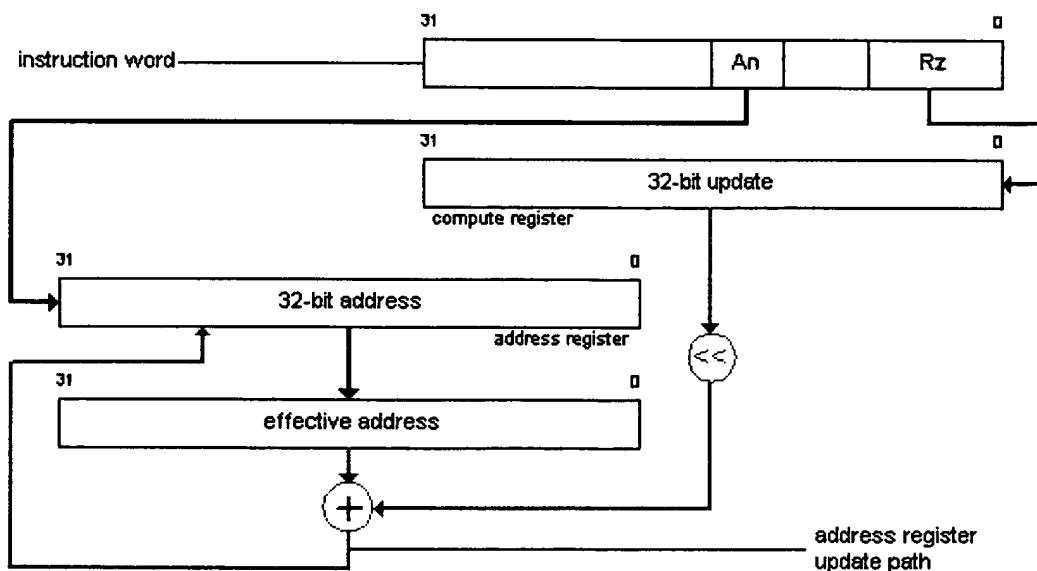 31 0
instruction word An Rz
31 0
32-bit update
compute register
31 0
32-bit address
address register
<<
31 0
effective address
+
address register
update path